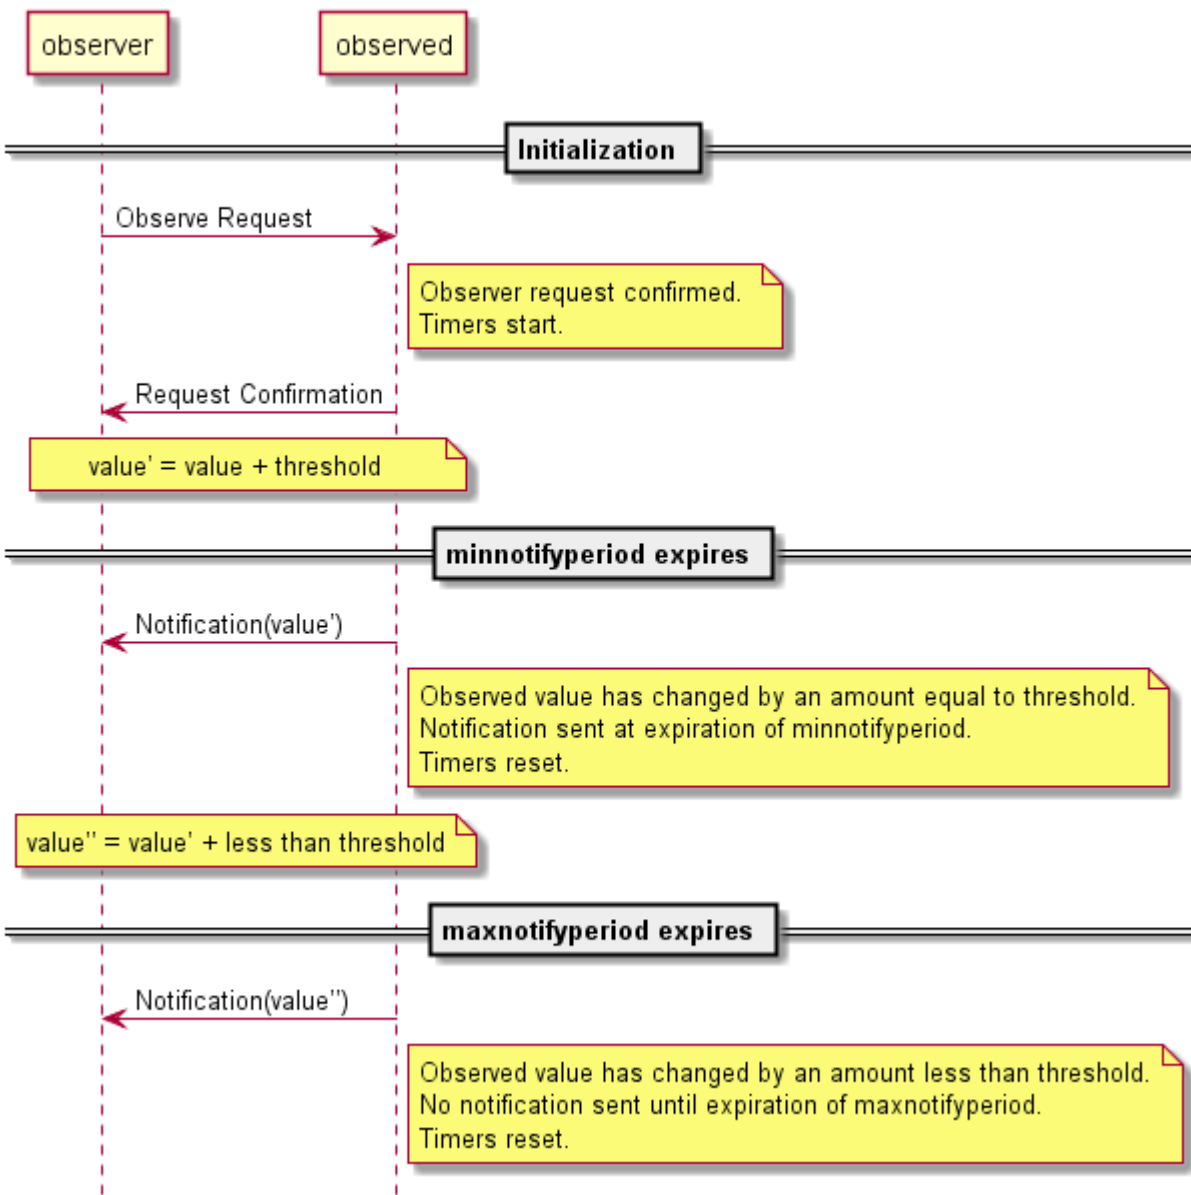 observer
observed
Initialization
Observe Request
Observer request confirmed.
Timers start.
Request Confirmation
value' = value + threshold
minnotifyperiod expires
Notification(value')
Observed value has changed by an amount equal to threshold.
Notification sent at expiration of minnotifyperiod.
Timers reset.
value'' = value' + less than threshold
maxnotifyperiod expires
Notification(value'')
Observed value has changed by an amount less than threshold.
No notification sent until expiration of maxnotifyperiod.
Timers reset.